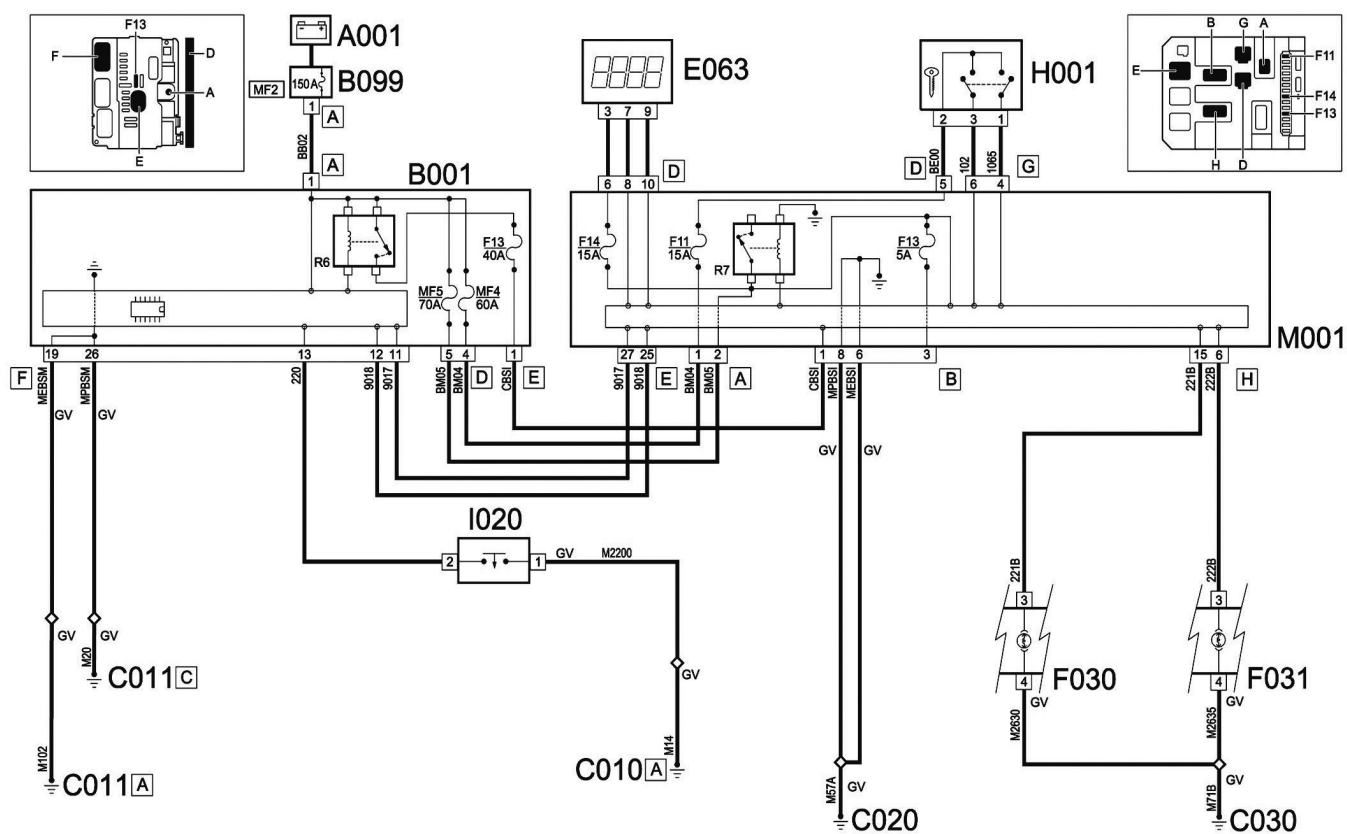 F13
F
D
A
E
A001
150A
B099
MF2
1
A
BB02
A
1
B001
E063
3 7 9
D
6 8 10
H001
2 3 1
D
BE00
102
1065
G
5
6 4
B G A
E
F11
F14
F13
H D
R6
F13
40A
MF5
70A
MF4
60A
F14
15A
F11
15A
R7
F13
5A
M001
19 26 13 12 11 5 4 1
27 25 1 2 1 8 6 3 15 6
F
MEBSM
MPBSM
220
9018
9017
BM05
BM04
D
CBSI
E
9017
9018
E
BM04
BM05
A
CBSI
MPBSI
MEBSI
B
221B
222B
H
GV GV
GV GV
I020
2 1
GV M2200
221B
222B
3 3
GV GV
M20
C011 C
GV
F030
F031
4 4
GV GV
M2630
M2635
M102
C011 A
M14
C010 A
M57A
GV
C020
M71B
GV
C030